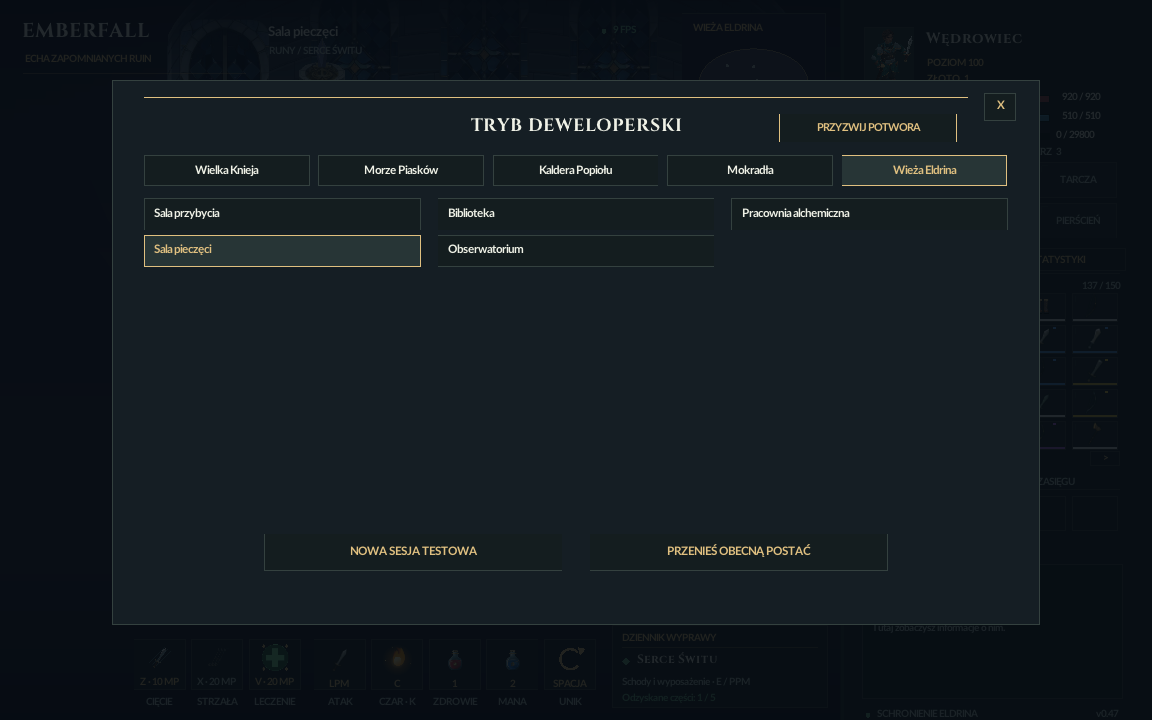 EMBERFALL
ECHA ZAPOMNIANYCH RUIN
Sala pieczęci
RUNY / SERCE ŚWITU
9 FPS
WIEŻA ELDRINA
Wędrowiec
POZIOM 100
ZŁOTO 1
920 / 920
510 / 510
0 / 29800
TARCZA
PIERŚCIEŃ
137 / 150
X
TRYB DEWELOPERSKI
PRZYZWIJ POTWORA
Wielka Knieja
Morze Piasków
Kaldera Popiołu
Mokradła
Wieża Eldrina
Sala przybycia
Biblioteka
Pracownia alchemiczna
Sala pieczęci
Obserwatorium
NOWA SESJA TESTOWA
PRZENIEŚ OBECNĄ POSTAĆ
Tutaj zobaczysz informacje o nim.
Z · 10 MP
X · 20 MP
V · 20 MP
LPM
C
1
2
SPACJA
CIĘCIE
STRZAŁA
LECZENIE
ATAK
CZAR · K
ZDROWIE
MANA
UNIK
DZIENNIK WYPRAWY
Serce Świtu
Schody i wyposażenie · E / PPM
Odzyskane części: 1 / 5
SCHRONIENIE ELDRINA
v0.47